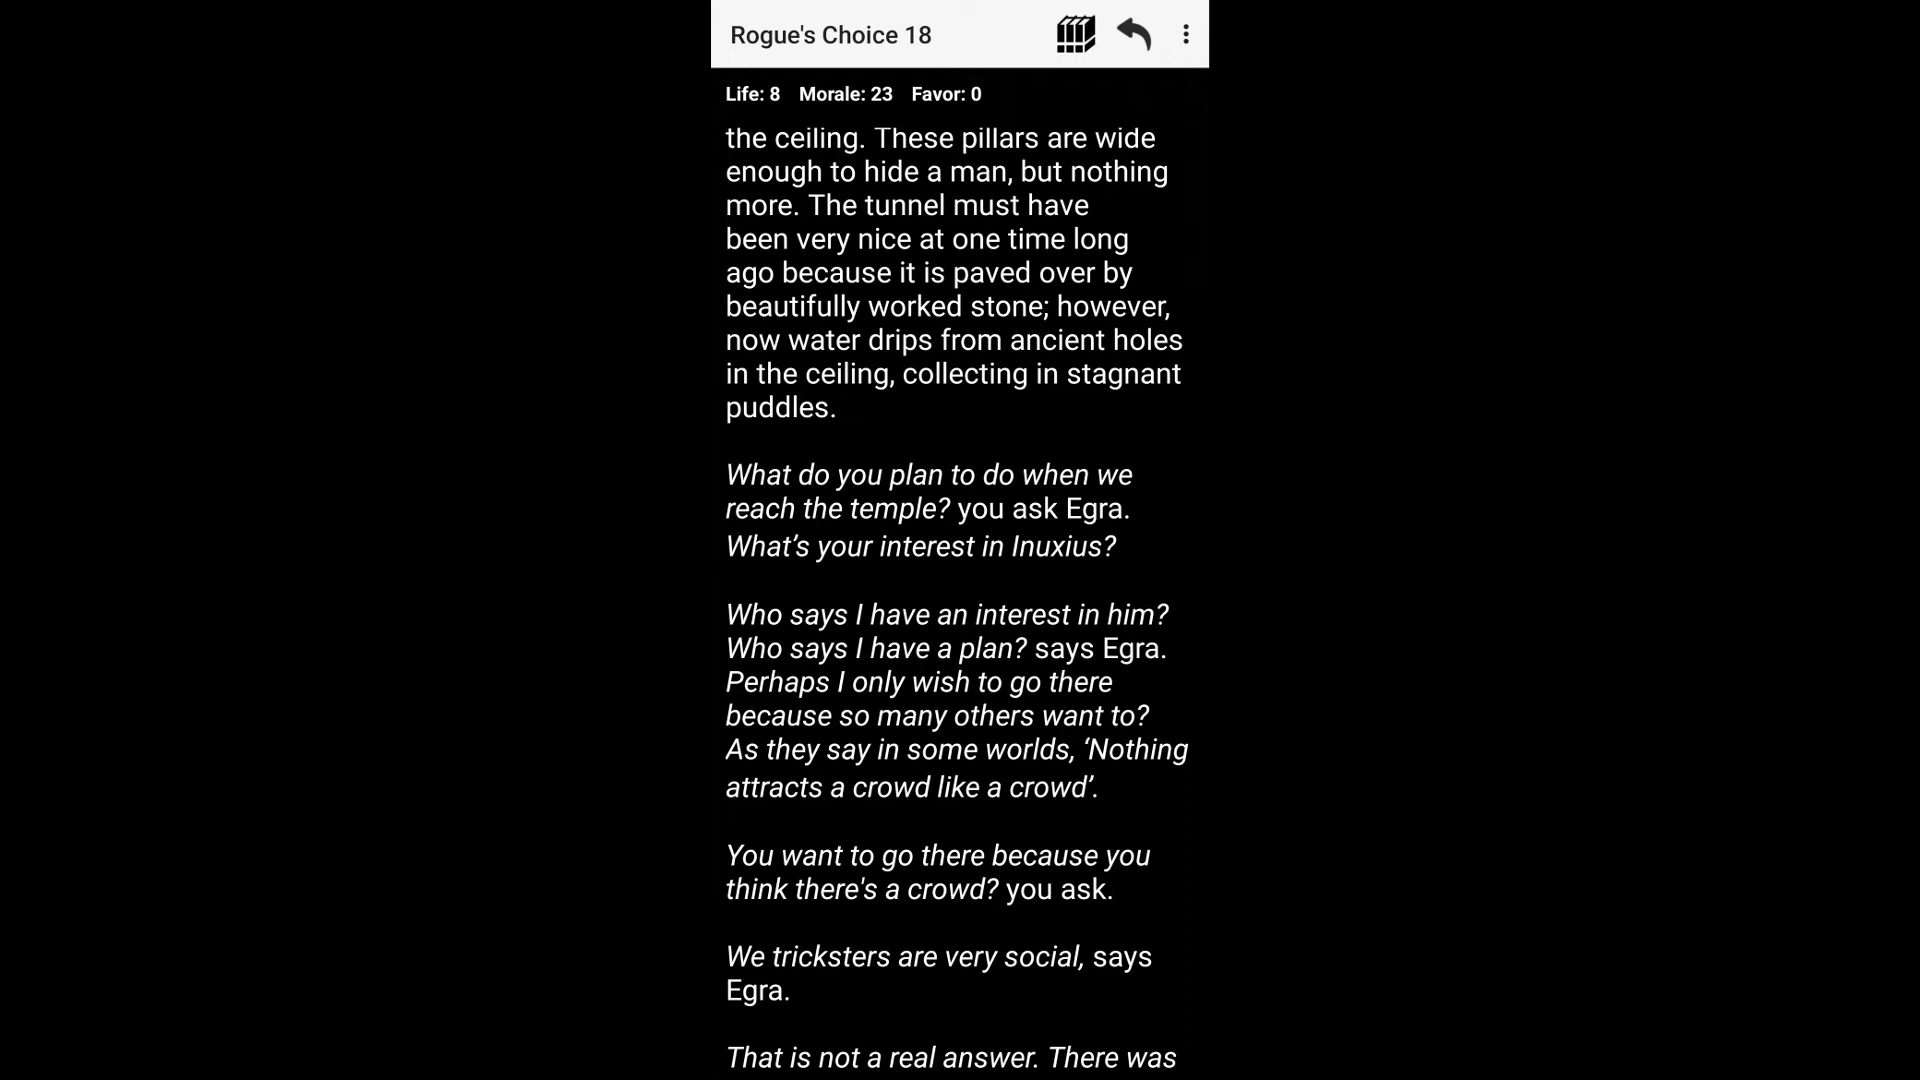 Rogue's Choice 18
Life: 8 Morale: 23 Favor: 0
the ceiling. These pillars are wide
enough to hide a man, but nothing
more. The tunnel must have
been very nice at one time long
ago because it is paved over by
beautifully worked stone; however,
now water drips from ancient holes
in the ceiling, collecting in stagnant
puddles.
What do you plan to do when we
reach the temple? you ask Egra.
What’s your interest in Inuxius?
Who says I have an interest in him?
Who says I have a plan? says Egra.
Perhaps I only wish to go there
because so many others want to?
As they say in some worlds, ‘Nothing
attracts a crowd like a crowd’.
You want to go there because you
think there's a crowd? you ask.
We tricksters are very social, says
Egra.
That is not a real answer. There was